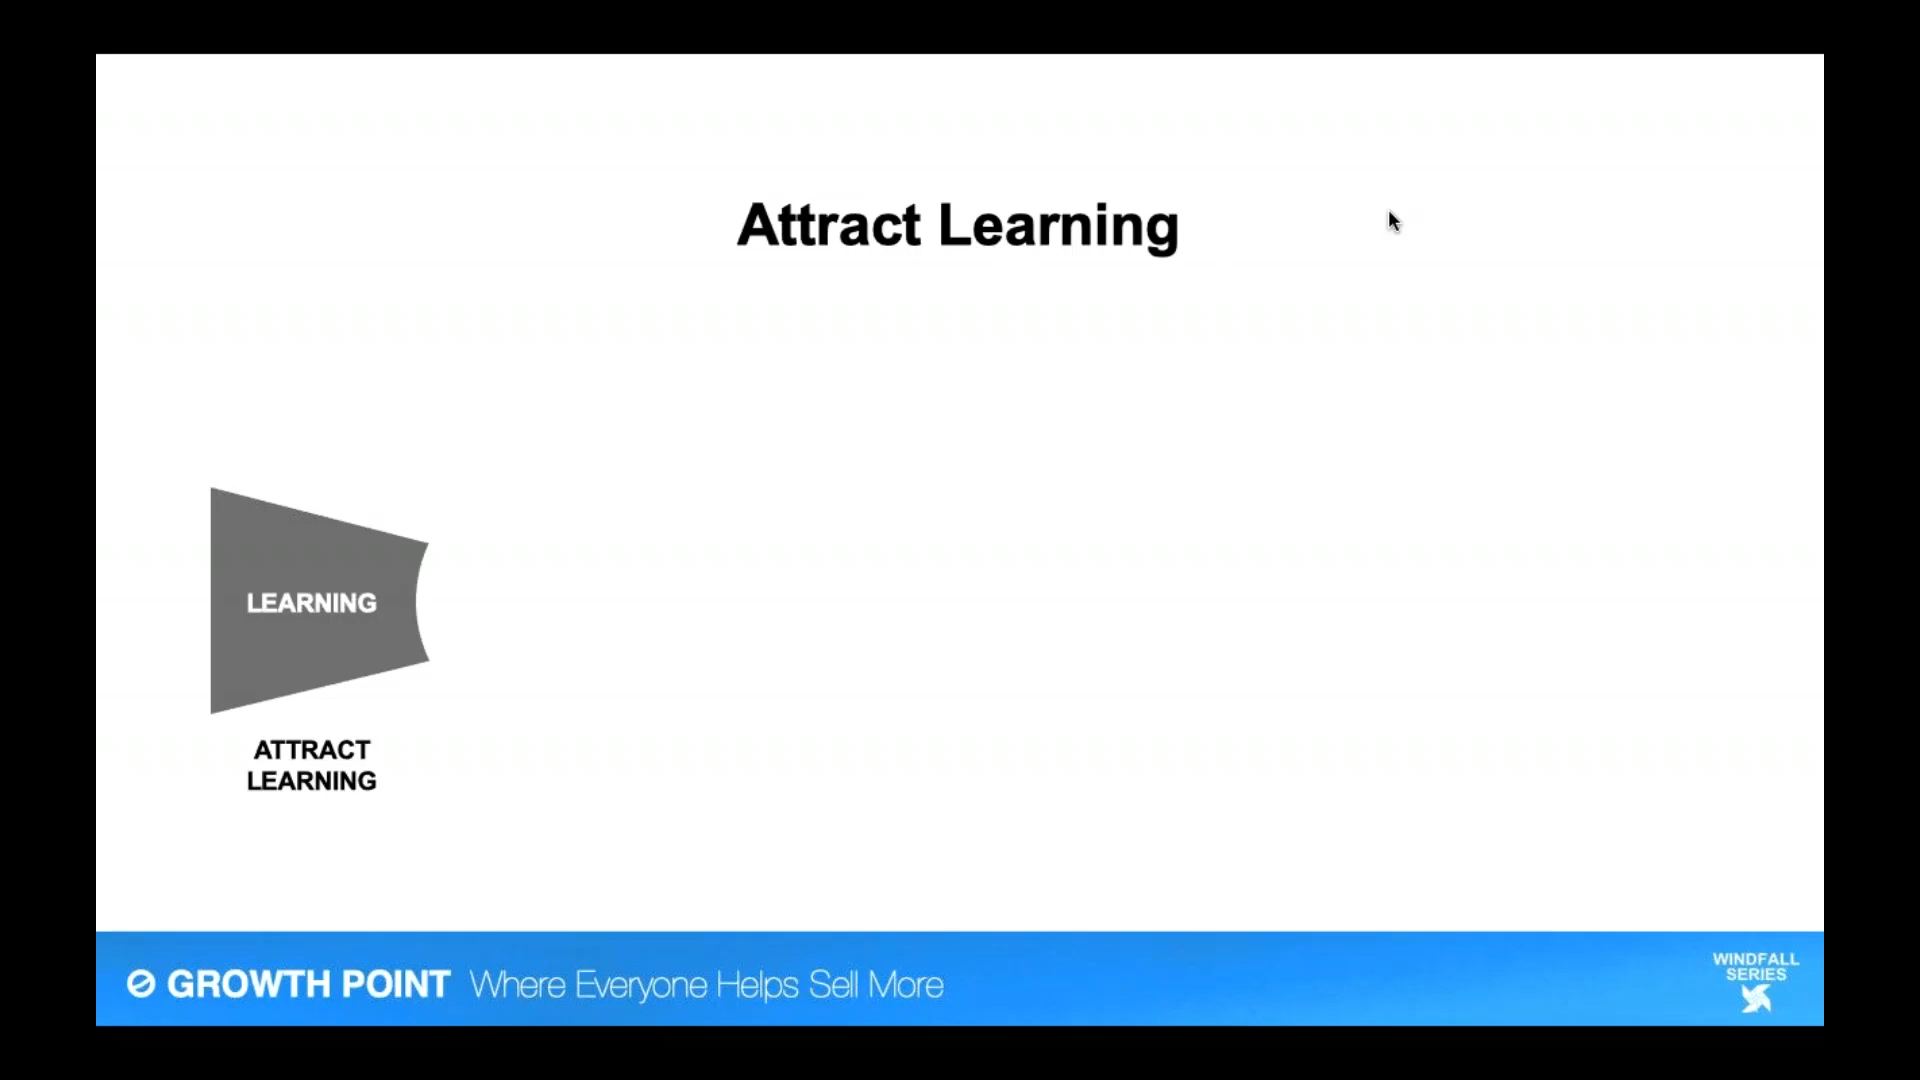 Attract Learning
LEARNING
ATTRACT
LEARNING
GROWTH POINT Where Everyone Helps Sell More
WINDFALL
SERIES